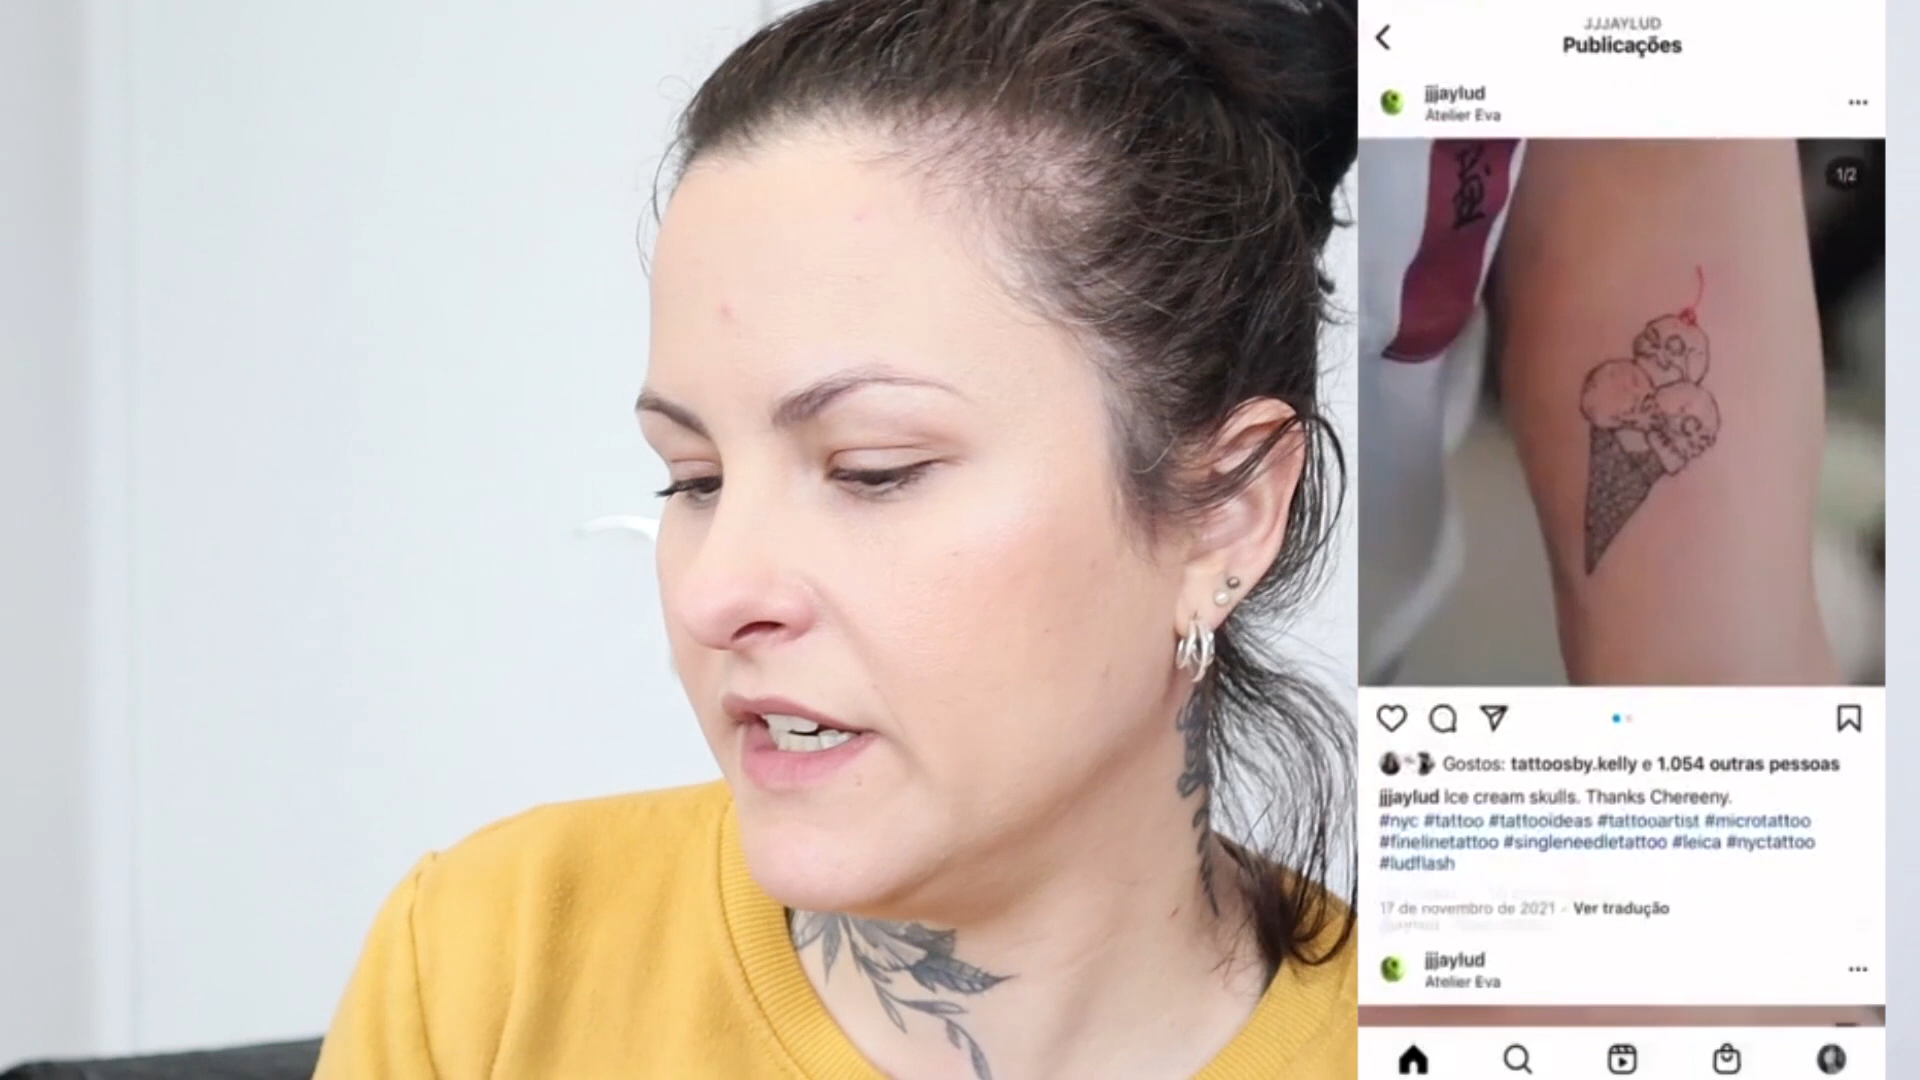 JJJAYLUD
Publicações
jjjaylud
Atelier Eva
1/2
Gostos: tattoosby.kelly e 1.054 outras pessoas
jjjaylud Ice cream skulls. Thanks Chereeny.
#nyc #tattoo #tattooideas #tattooartist #microtattoo
#finelinetattoo #singleneedletattoo #leica #nyctattoo
#ludflash
17 de novembro de 2021 - Ver tradução
jjjaylud
Atelier Eva